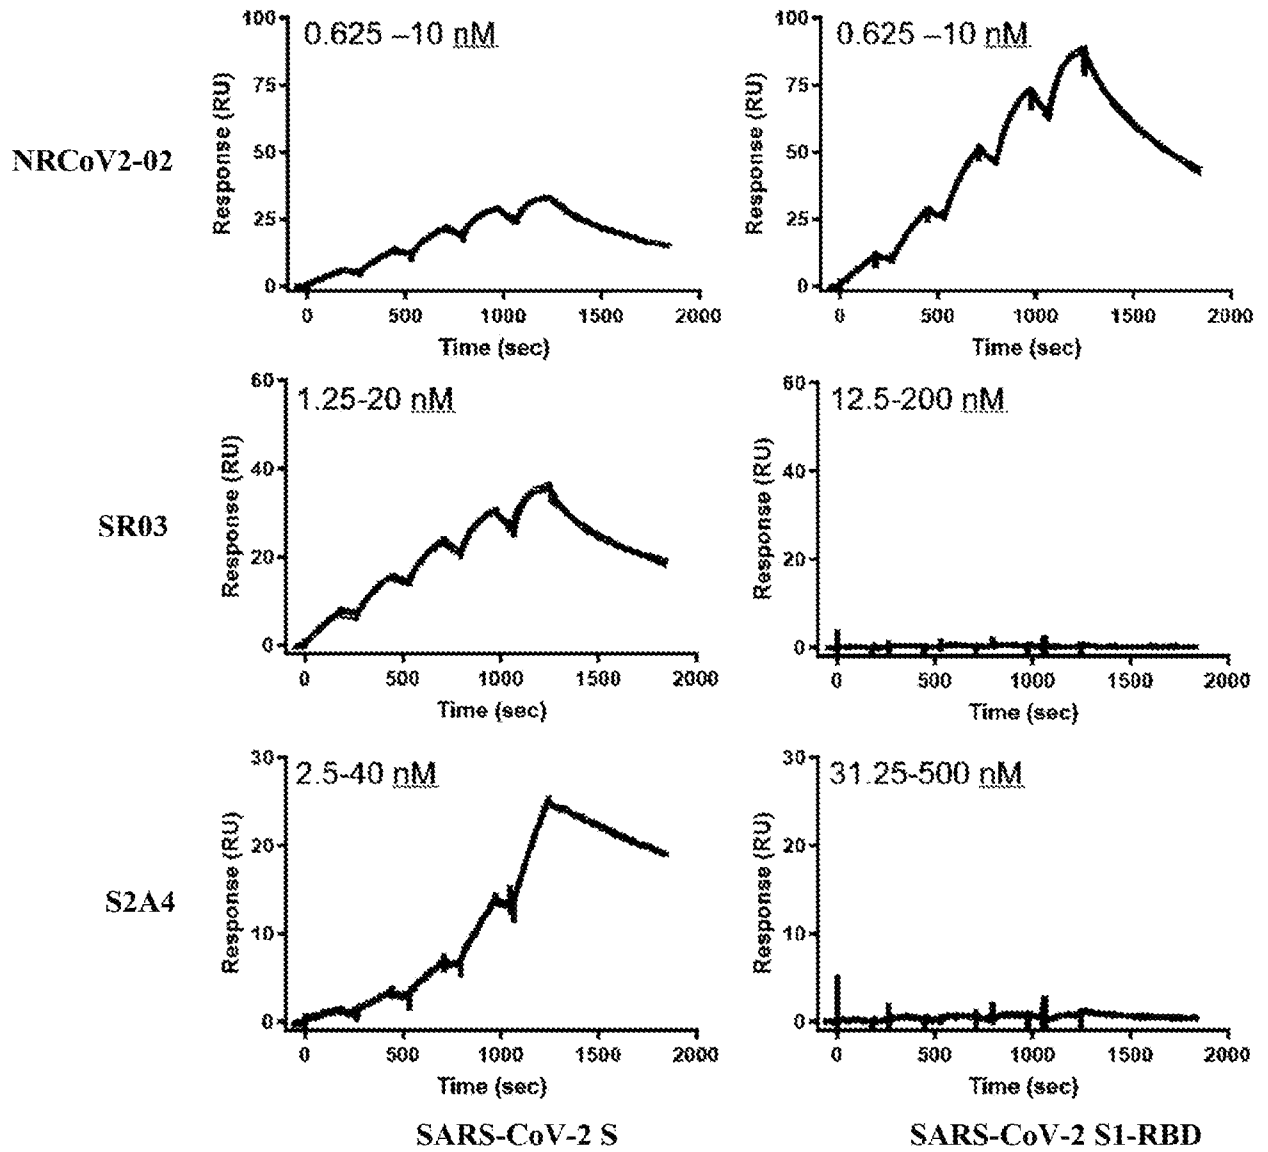 NRCoV2-02
0.625 –10 nM
Response (RU)
100
75
50
25
0
0 500 1000 1500 2000
Time (sec)
0.625 –10 nM
Response (RU)
100
75
50
25
0
0 500 1000 1500 2000
Time (sec)
SR03
1.25-20 nM
Response (RU)
60
40
20
0
0 500 1000 1500 2000
Time (sec)
12.5-200 nM
Response (RU)
60
40
20
0
0 500 1000 1500 2000
Time (sec)
S2A4
2.5-40 nM
Response (RU)
30
20
10
0
0 500 1000 1500 2000
Time (sec)
31.25-500 nM
Response (RU)
30
20
10
0
0 500 1000 1500 2000
Time (sec)
SARS-CoV-2 S
SARS-CoV-2 S1-RBD